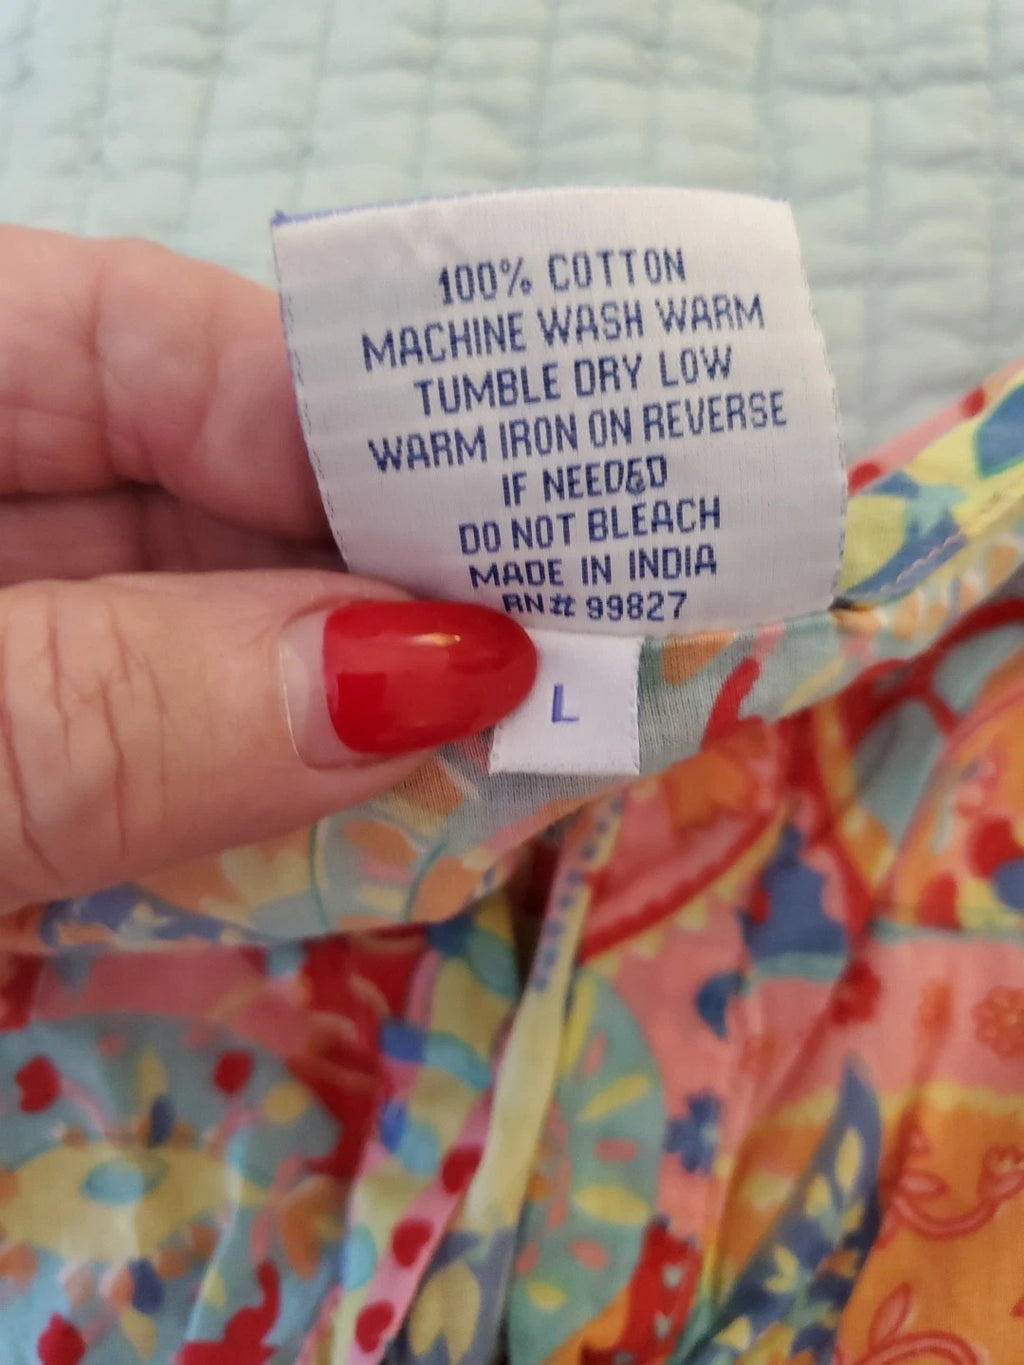 100% COTTON
MACHINE WASH WARM
TUMBLE DRY LOW
WARM IRON ON REVERSE
IF NEEDED
DO NOT BLEACH
MADE IN INDIA
RN# 99827
L